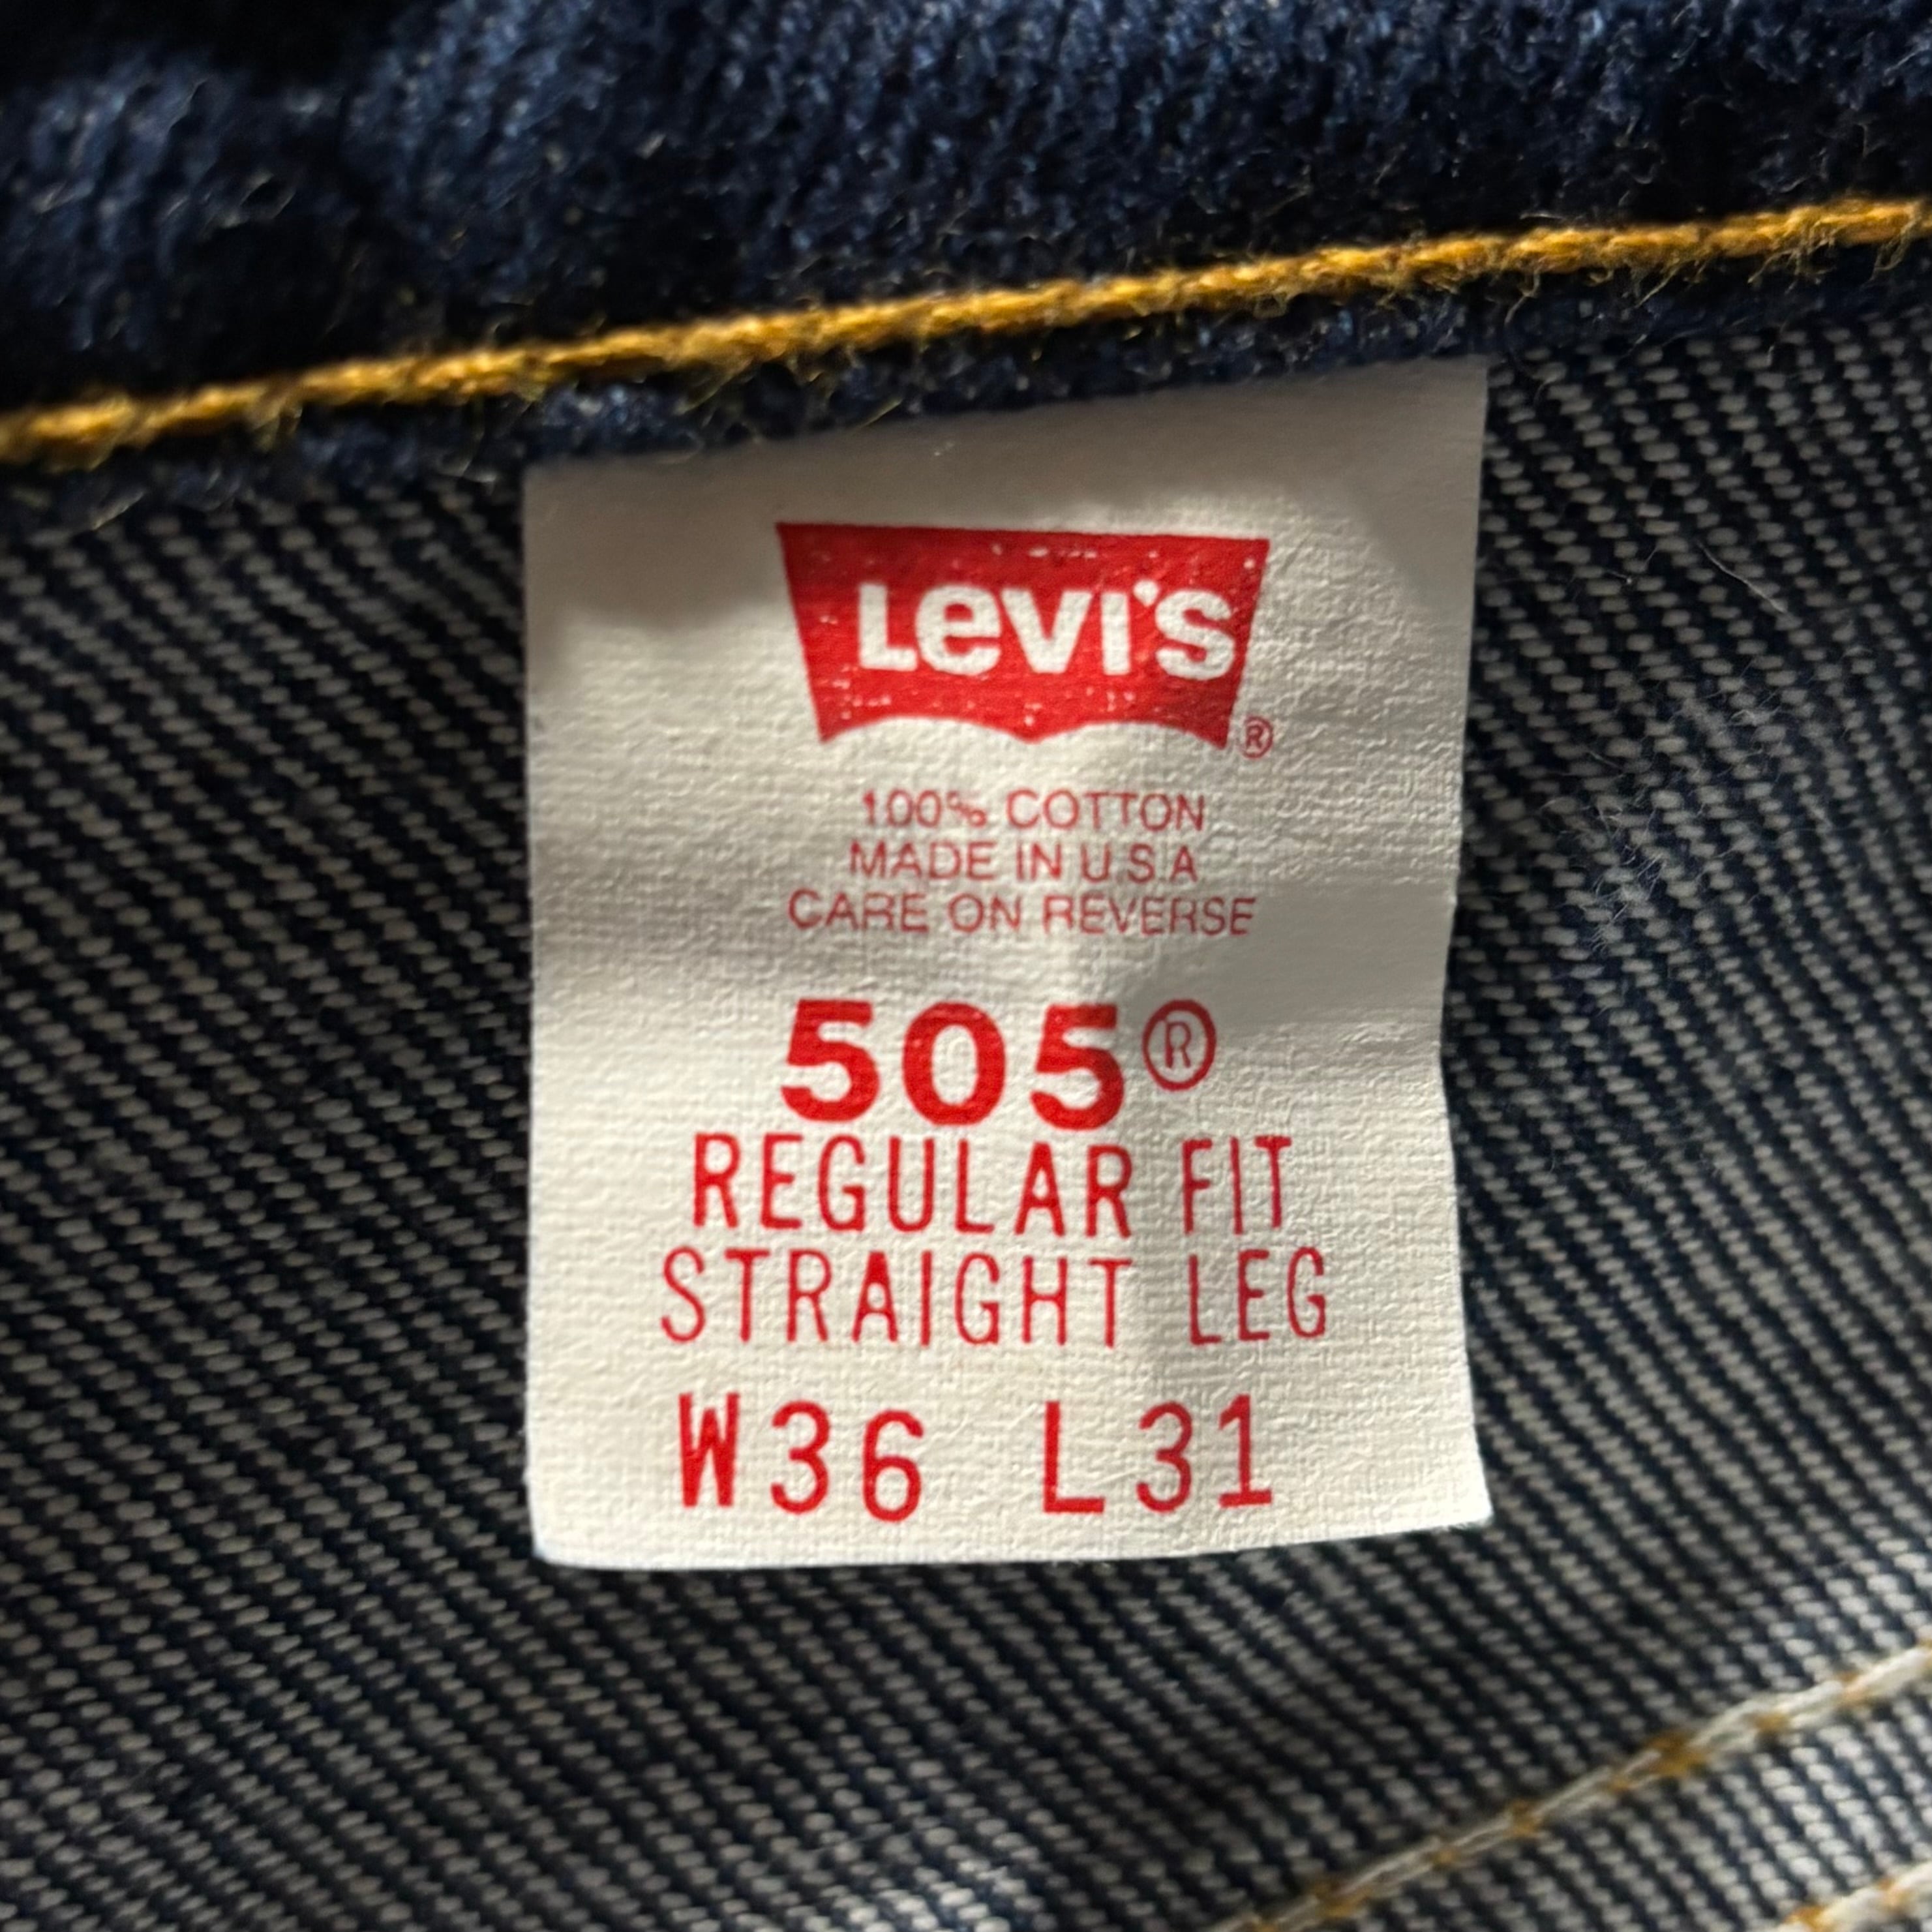 Levi's
®
100% COTTON
MADE IN U.S.A
CARE ON REVERSE
505®
REGULAR FIT
STRAIGHT LEG
W36 L31